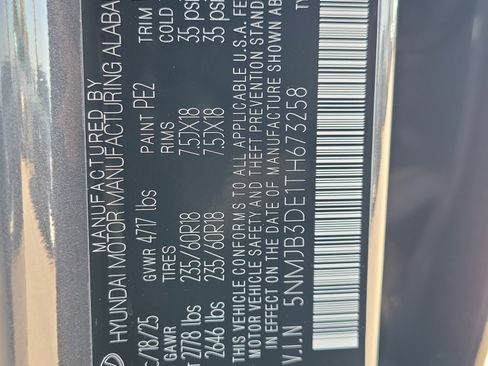 MANUFACTURED BY
HYUNDAI MOTOR MANUFACTURING ALABA
/18/25 GVWR 4717 lbs PAINT PE2 TRIM
GAWR TIRES RIMS COLD
2778 lbs 235/60R18 7.5JX18 35 psi
2646 lbs 235/60R18 7.5JX18 35 psi
THIS VEHICLE CONFORMS TO ALL APPLICABLE U.S.A. FE
MOTOR VEHICLE SAFETY AND THEFT PREVENTION STAN
IN EFFECT ON THE DATE OF MANUFACTURE SHOWN AB
V.I.N 5NMJB3DE1TH673258 TY